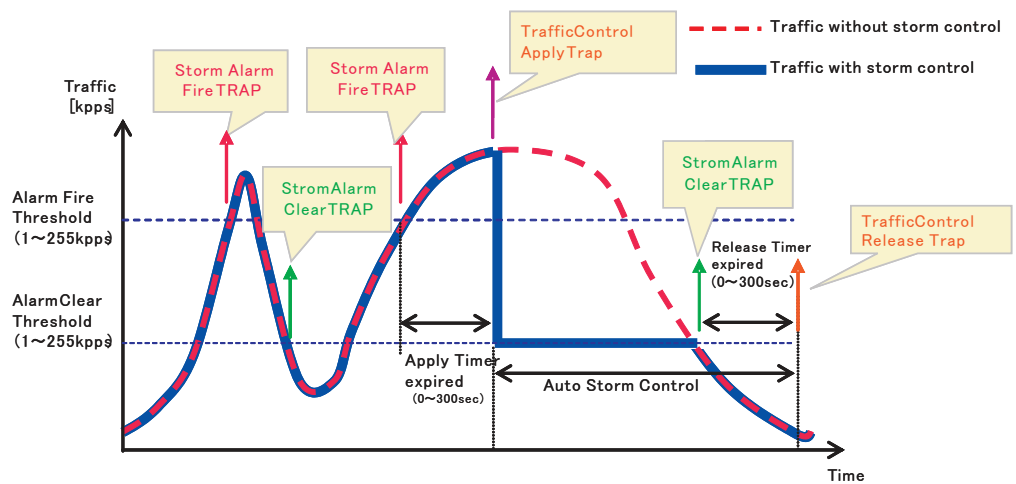 Traffic without storm control
Traffic with storm control
TrafficControl
ApplyTrap
Storm Alarm
FireTRAP
Storm Alarm
FireTRAP
Traffic
[kpps]
StromAlarm
ClearTRAP
StromAlarm
ClearTRAP
Alarm Fire
Threshold
(1～255kpps)
TrafficControl
Release Trap
Release Timer
expired
(0～300sec)
AlarmClear
Threshold
(1～255kpps)
Apply Timer
expired
(0～300sec)
Auto Storm Control
Time